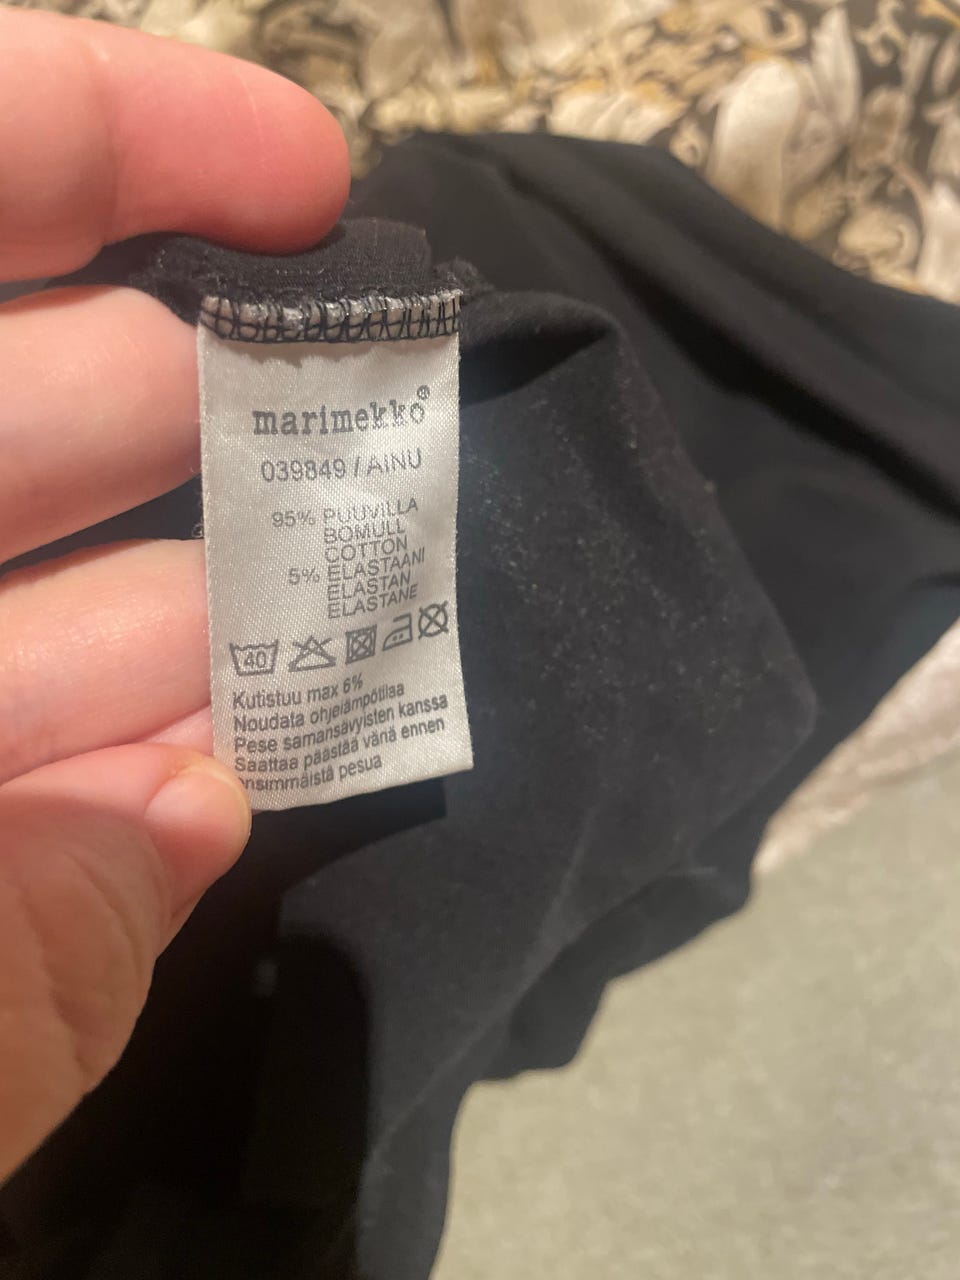 marimekko®
039849 / AINU
95% PUUVILLA
BOMULL
COTTON
5% ELASTAANI
ELASTAN
ELASTANE
40
Kutistuu max 6%
Noudata ohjelämpötilaa
Pese samansävyisten kanssa
Saattaa päästää väriä ennen
ensimmäistä pesua